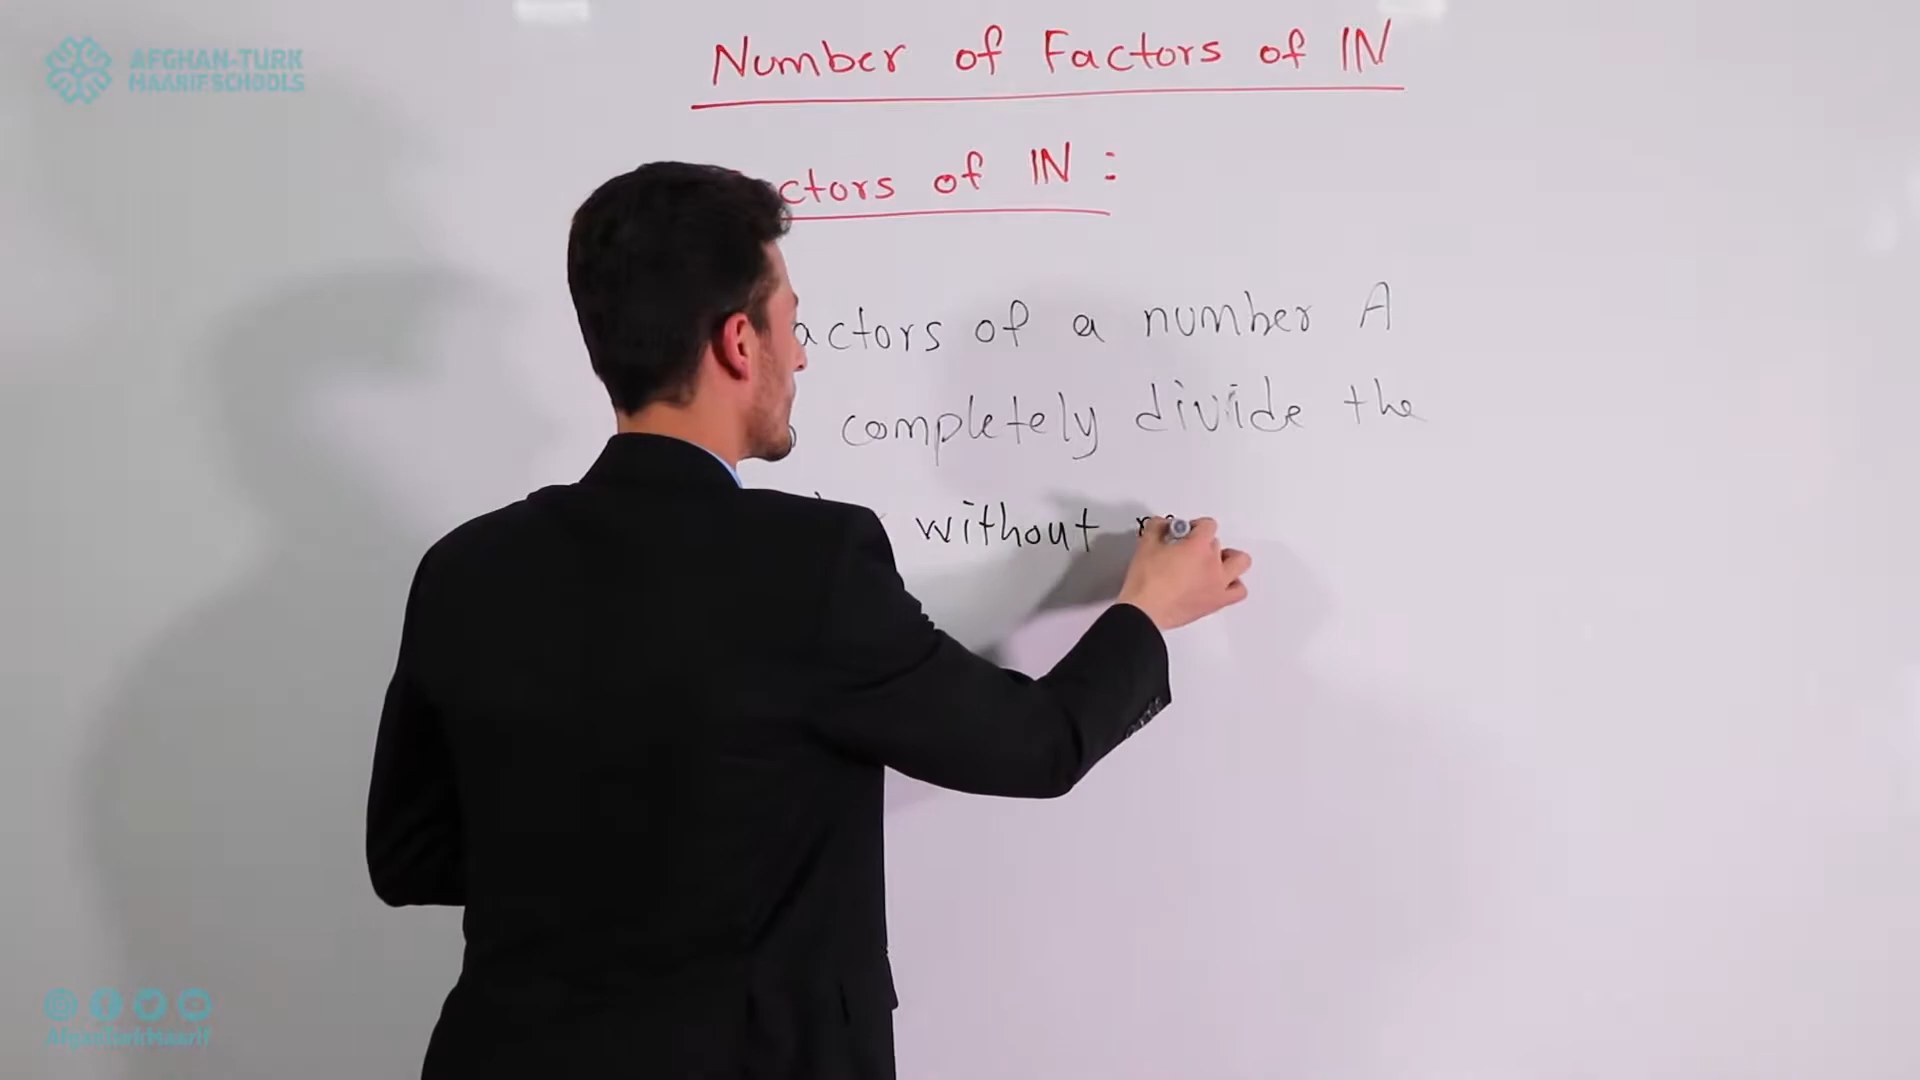 AFGHAN-TURK
MAARIF SCHOOLS
Number of Factors of IN
ctors of IN :
actors of a number A
completely divide the
without
AfganTurkMaarif